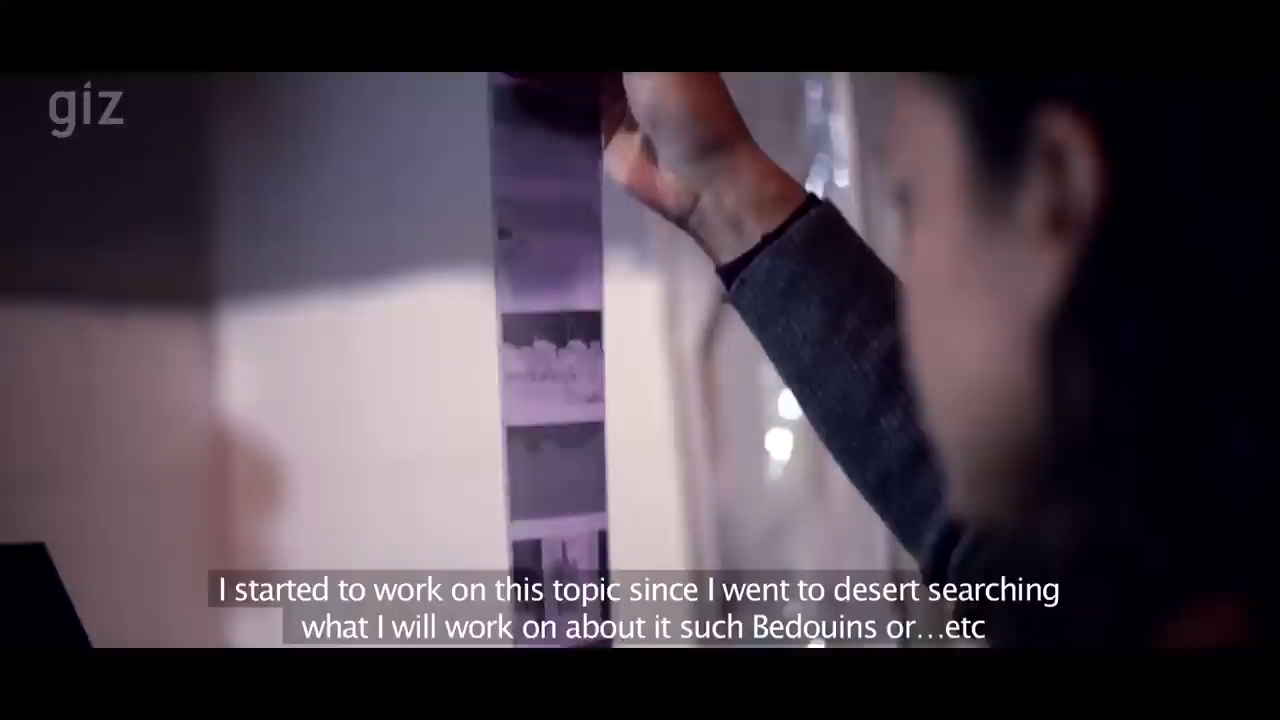 giz
I started to work on this topic since I went to desert searching
what I will work on about it such Bedouins or…etc